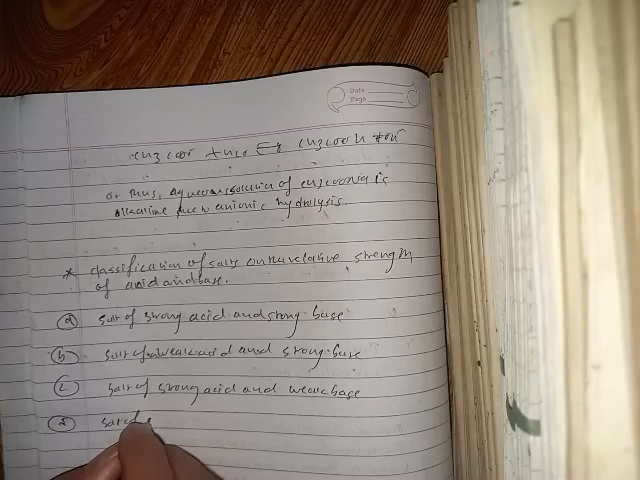 Date
Page
CH3COO⁻ + H2O ⇌ CH3COOH + OH⁻
or thus, aqueous solution of CH3COONa is
alkaline due to anionic hydrolysis.
* classification of salts on relative strength
of acid and base.
(a) salt of strong acid and strong base
(b) salt of weak acid and strong base
(c) salt of strong acid and weak base
(d) salt of